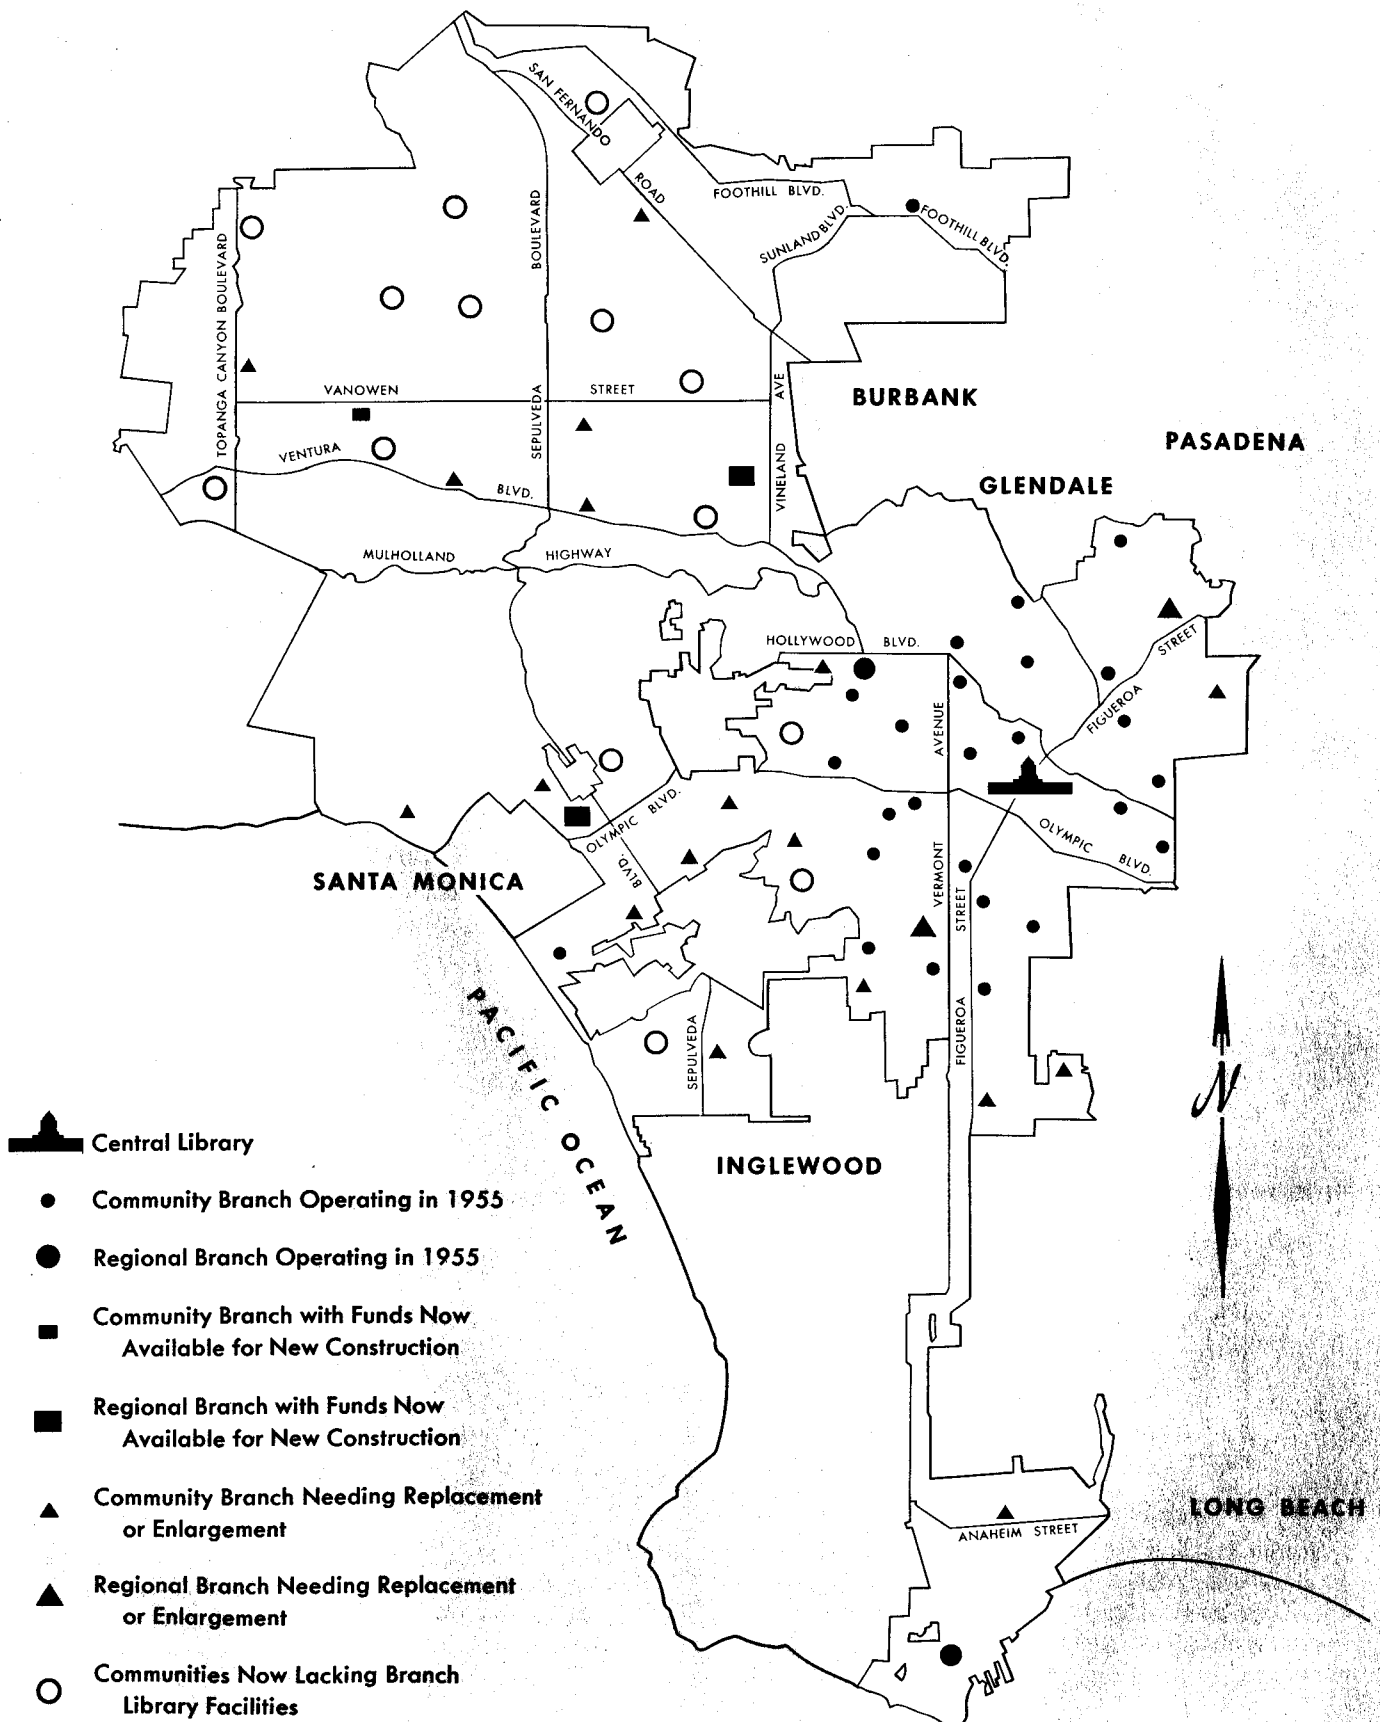 SAN FERNANDO
ROAD
FOOTHILL BLVD.
SUNLAND BLVD.
FOOTHILL BLVD.
BOULEVARD
TOPANGA CANYON BOULEVARD
VANOWEN
STREET
AVE
SEPULVEDA
VINELAND
VENTURA
BLVD.
BURBANK
PASADENA
GLENDALE
MULHOLLAND
HIGHWAY
HOLLYWOOD BLVD.
STREET
FIGUEROA
AVENUE
OLYMPIC BLVD.
BLVD.
VERMONT
OLYMPIC BLVD.
SANTA MONICA
STREET
FIGUEROA
SEPULVEDA
PACIFIC OCEAN
N
INGLEWOOD
LONG BEACH
ANAHEIM STREET
Central Library
Community Branch Operating in 1955
Regional Branch Operating in 1955
Community Branch with Funds Now
Available for New Construction
Regional Branch with Funds Now
Available for New Construction
Community Branch Needing Replacement
or Enlargement
Regional Branch Needing Replacement
or Enlargement
Communities Now Lacking Branch
Library Facilities